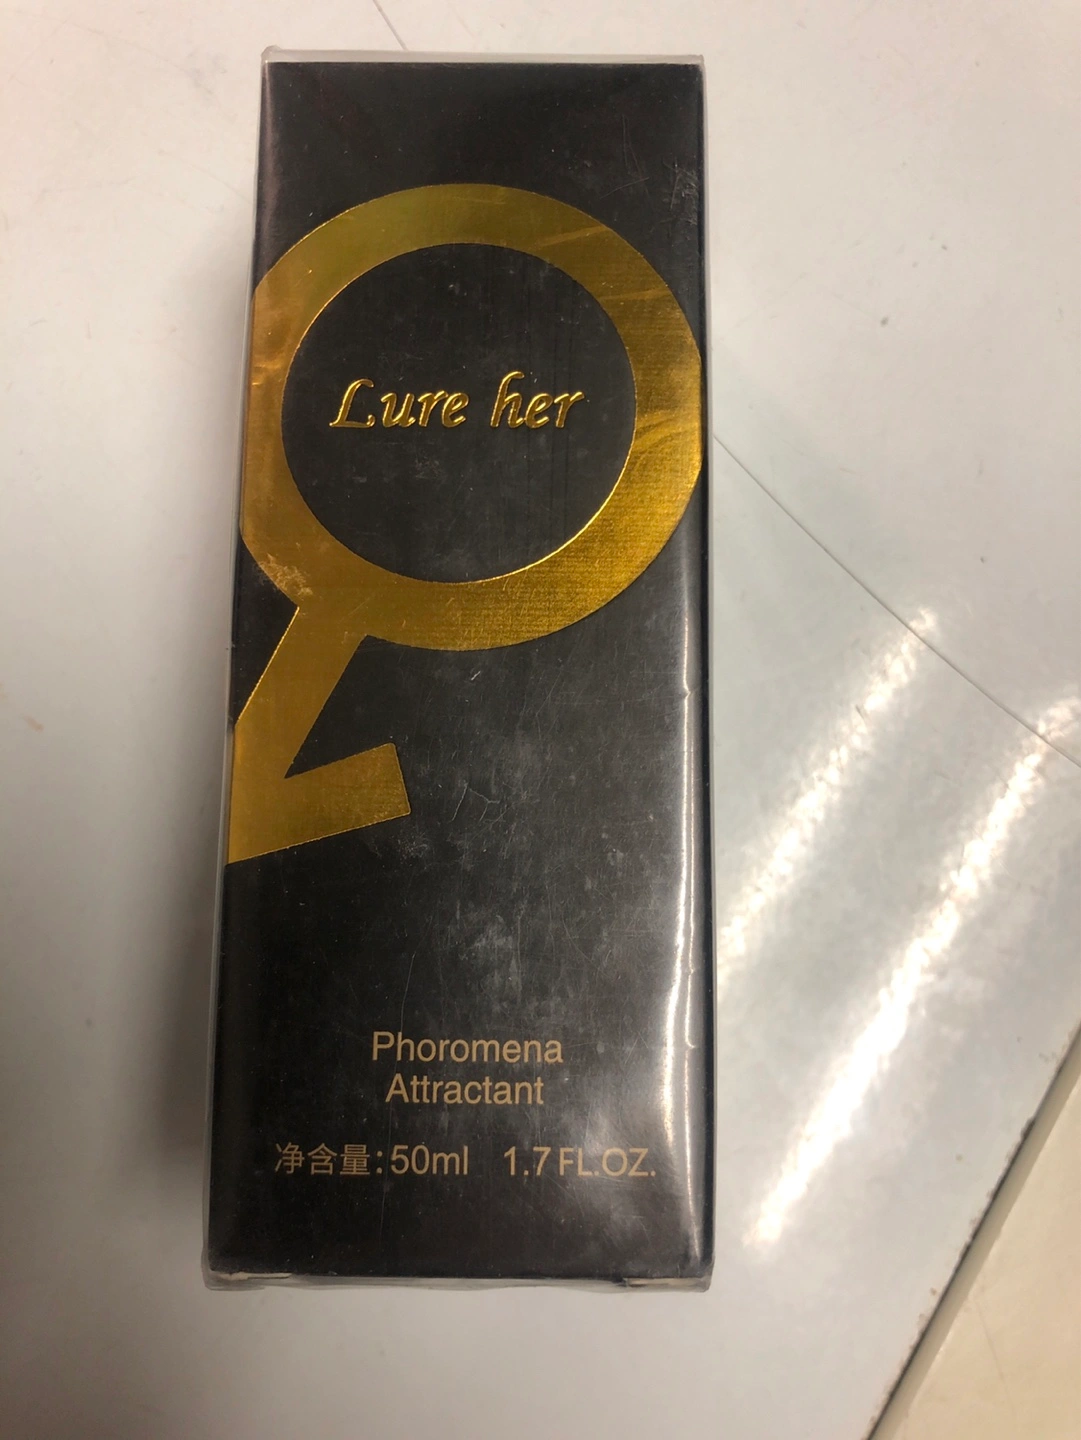 Lure her
Phoromena
Attractant
净含量:50ml 1.7 FL.OZ.